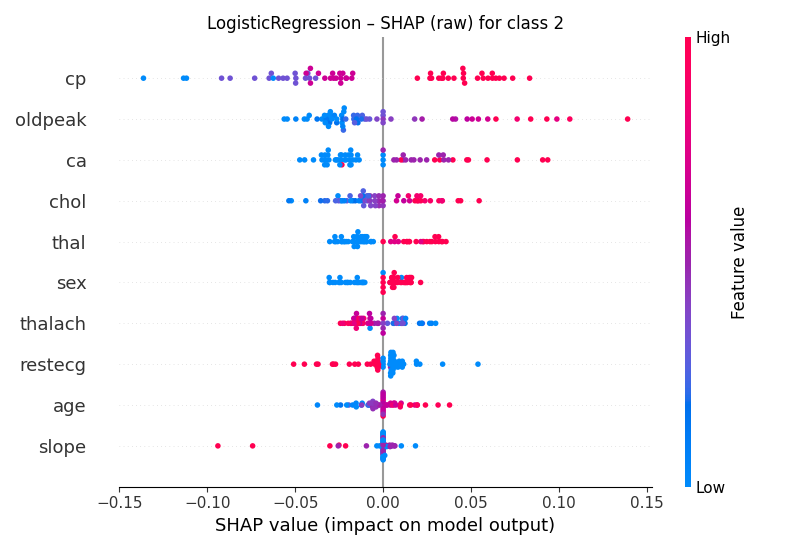 LogisticRegression – SHAP (raw) for class 2
High
cp
oldpeak
ca
chol
thal
sex
thalach
restecg
age
slope
Feature value
Low
−0.15
−0.10
−0.05
0.00
0.05
0.10
0.15
SHAP value (impact on model output)